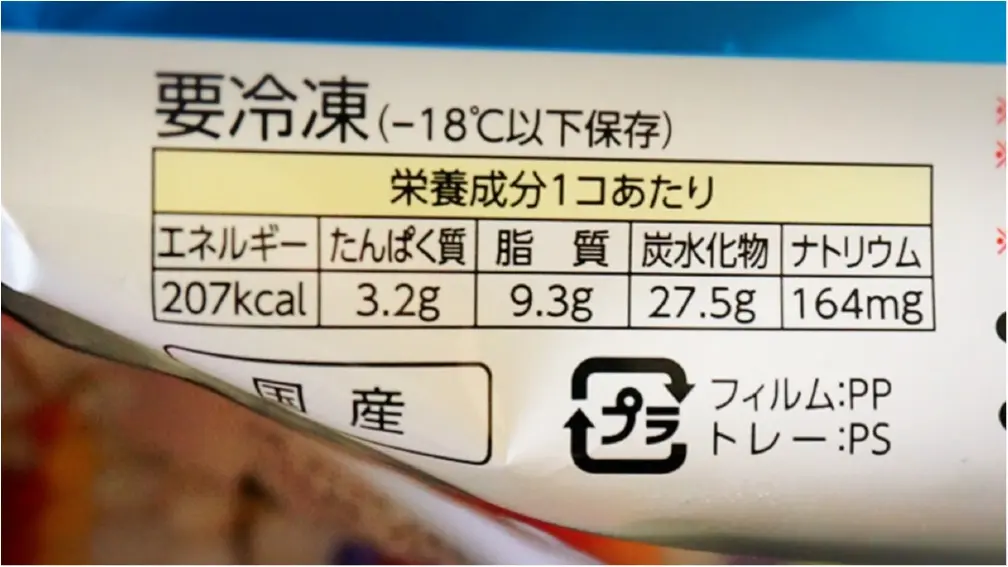 要冷凍(-18℃以下保存)
栄養成分1コあたり
エネルギー たんぱく質 脂質 炭水化物 ナトリウム
207kcal 3.2g 9.3g 27.5g 164mg
国産
プラ
フィルム:PP
トレー:PS
※
※
※